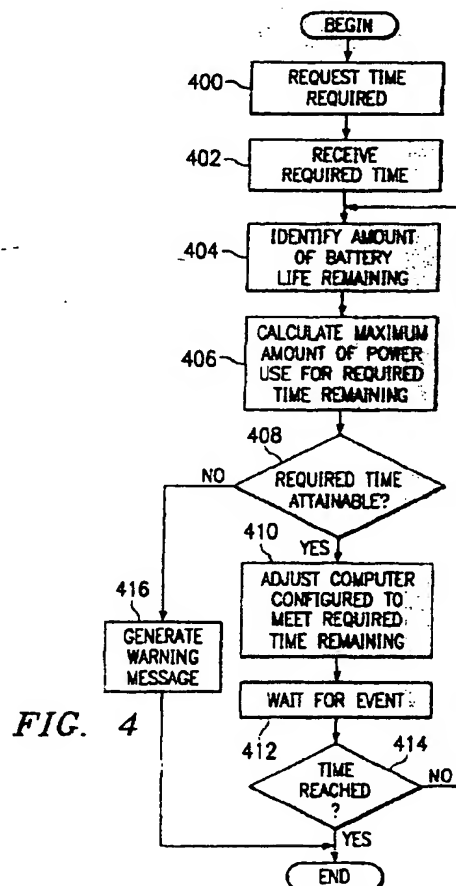 BEGIN
400
REQUEST TIME
REQUIRED
402
RECEIVE
REQUIRED TIME
404
IDENTIFY AMOUNT
OF BATTERY
LIFE REMAINING
406
CALCULATE MAXIMUM
AMOUNT OF POWER
USE FOR REQUIRED
TIME REMAINING
408
NO
REQUIRED TIME
ATTAINABLE?
YES
410
ADJUST COMPUTER
CONFIGURED TO
MEET REQUIRED
TIME REMAINING
416
GENERATE
WARNING
MESSAGE
WAIT FOR EVENT
412
414
TIME
REACHED
?
NO
YES
END
FIG. 4